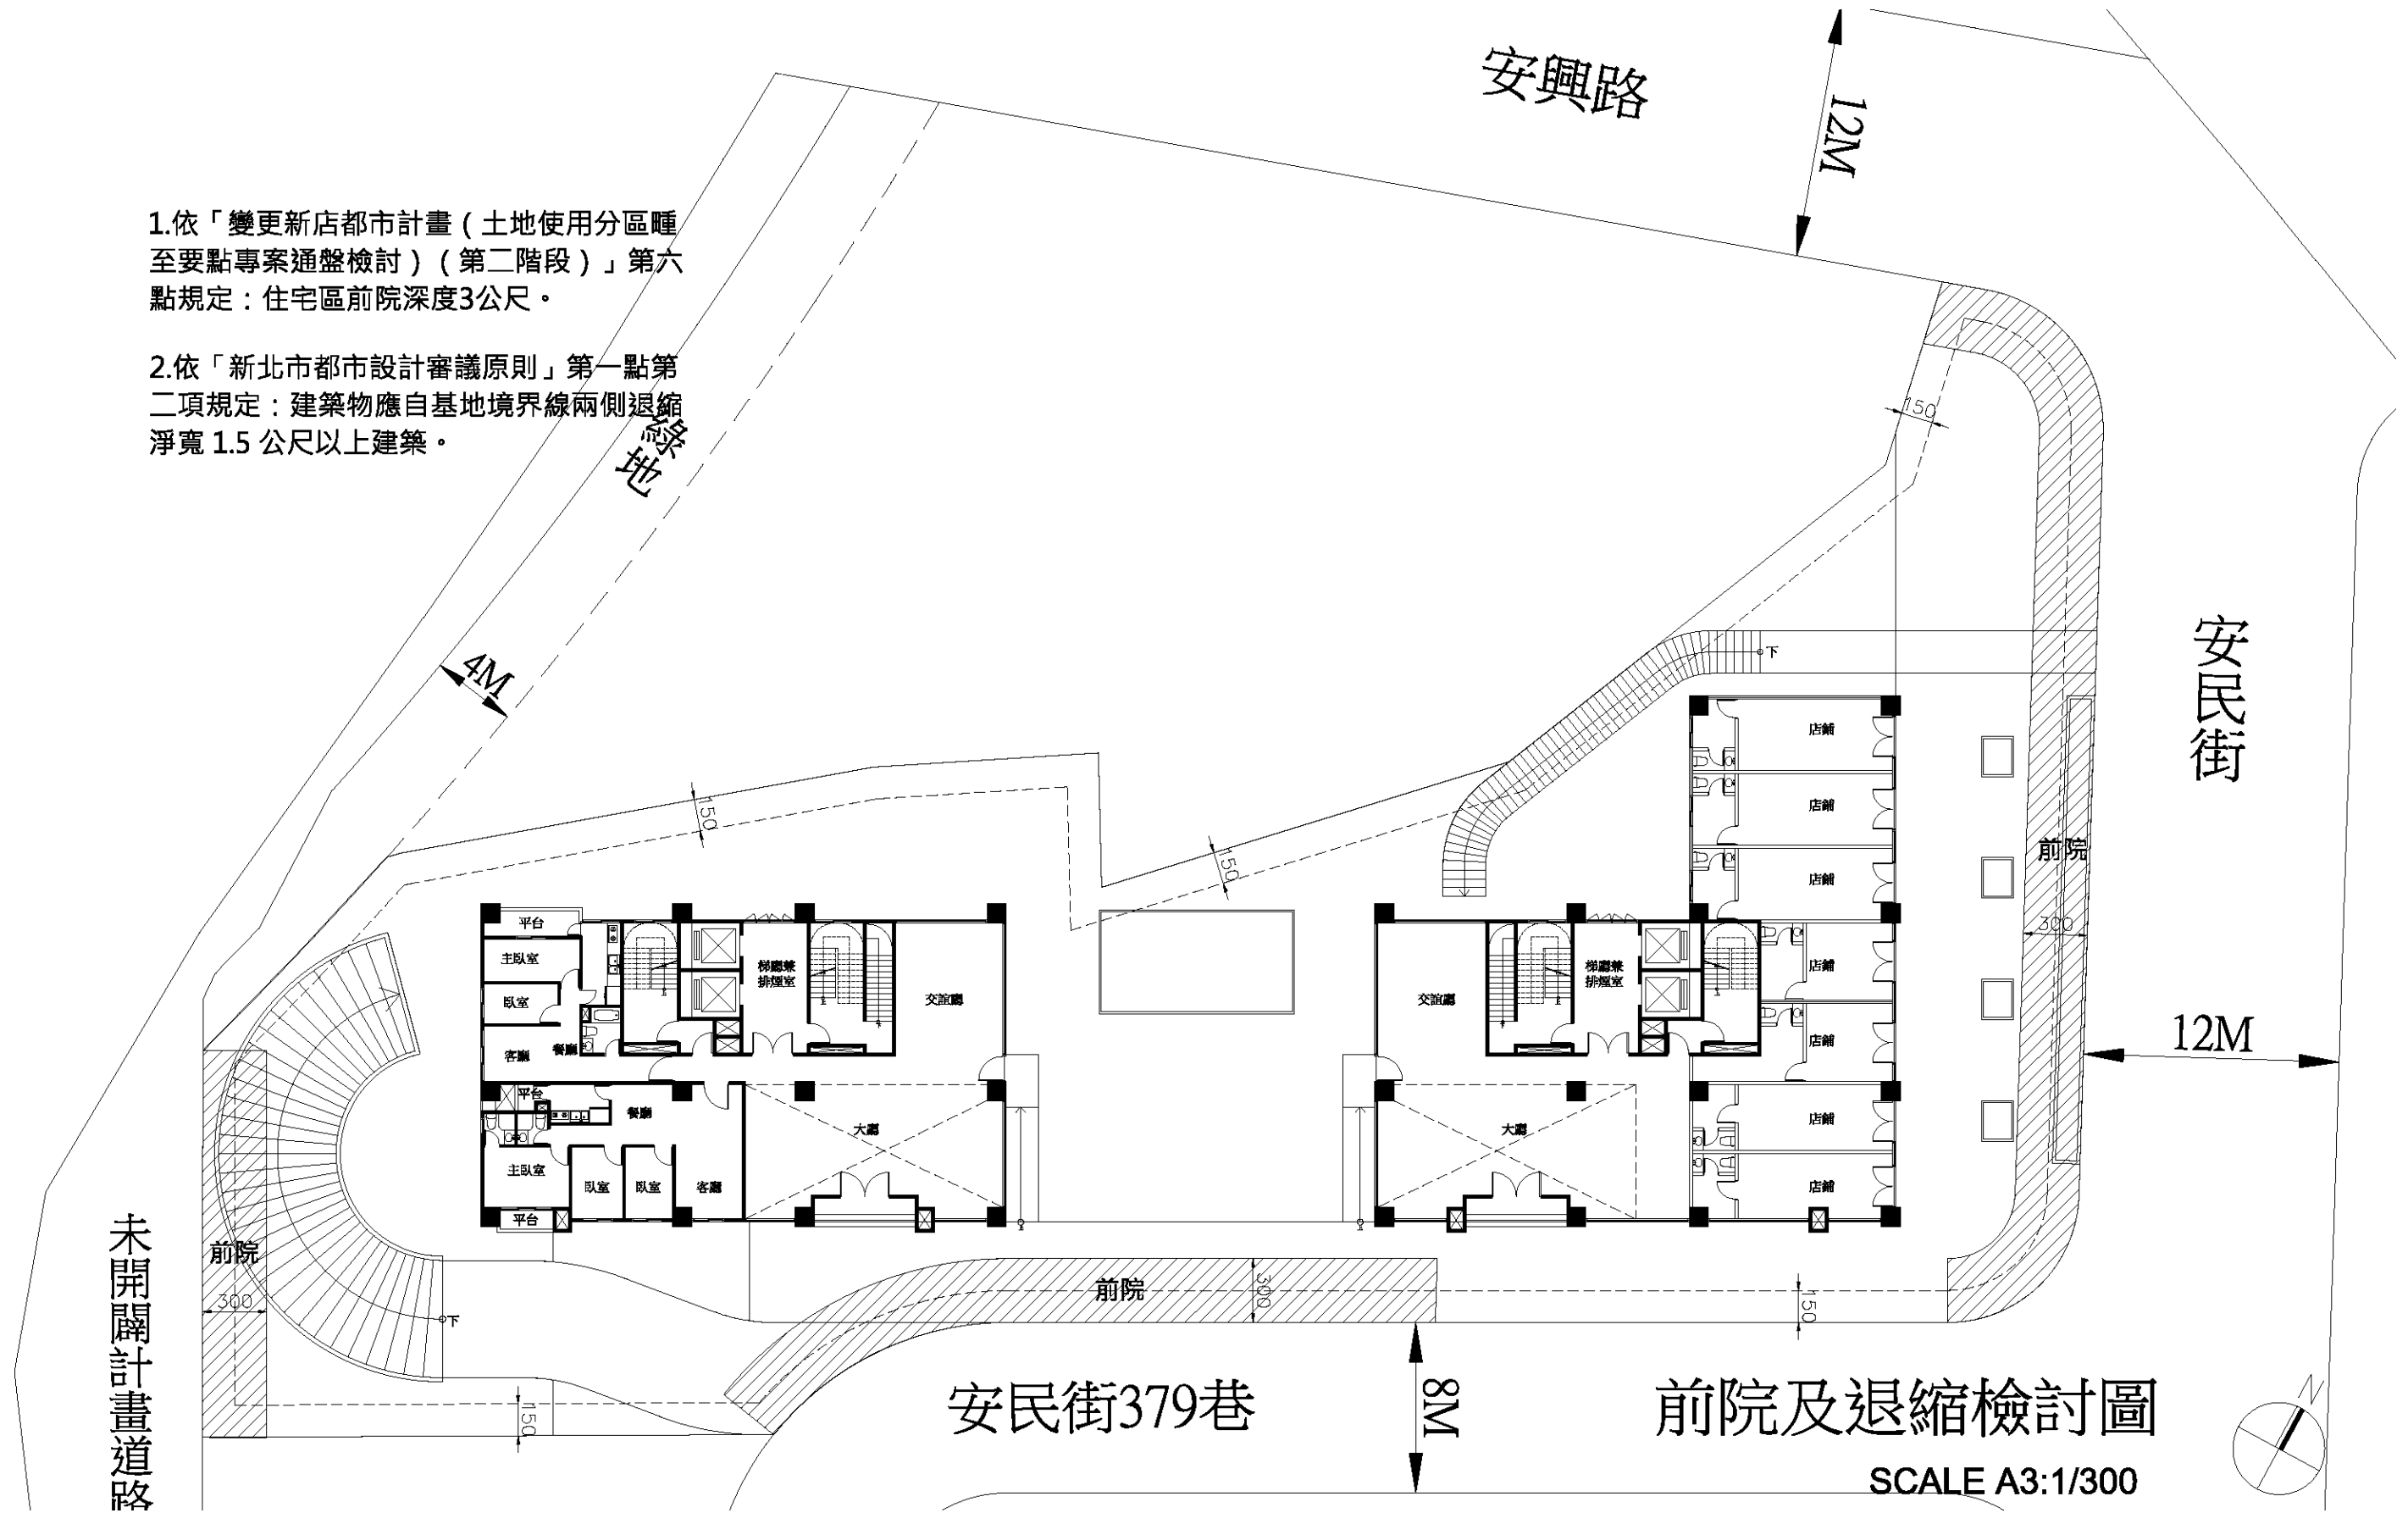 安興路
12M
1.依「變更新店都市計畫（土地使用分區畽
至要點專案通盤檢討）（第二階段）」第六
點規定：住宅區前院深度3公尺。
2.依「新北市都市設計審議原則」第一點第
二項規定：建築物應自基地境界線兩側退縮
淨寬 1.5 公尺以上建築。
綠地
150
4M
安民街
下
店鋪
150
店鋪
150
前院
店鋪
平台
300
主臥室
梯廳兼
排煙室
梯廳兼
排煙室
店鋪
臥室
交誼廳
交誼廳
12M
客廳
餐廳
店鋪
平台
餐廳
大廳
大廳
店鋪
主臥室
臥室
臥室
客廳
店鋪
平台
前院
前院
300
300
150
下
未開闢計畫道路
150
安民街379巷
8M
前院及退縮檢討圖
N
SCALE A3:1/300